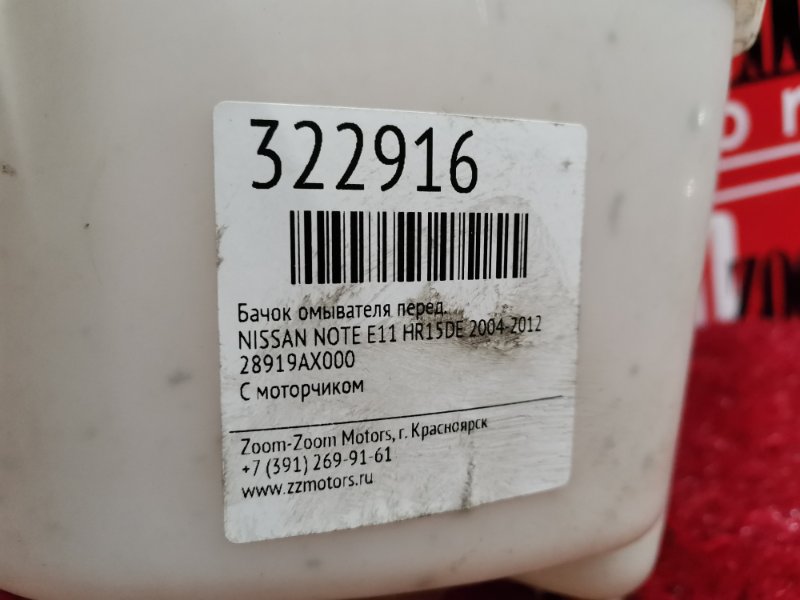 322916
Бачок омывателя перед.
NISSAN NOTE E11 HR15DE 2004-2012
28919AX000
С моторчиком
Zoom-Zoom Motors, г. Красноярск
+7 (391) 269-91-61
www.zzmotors.ru